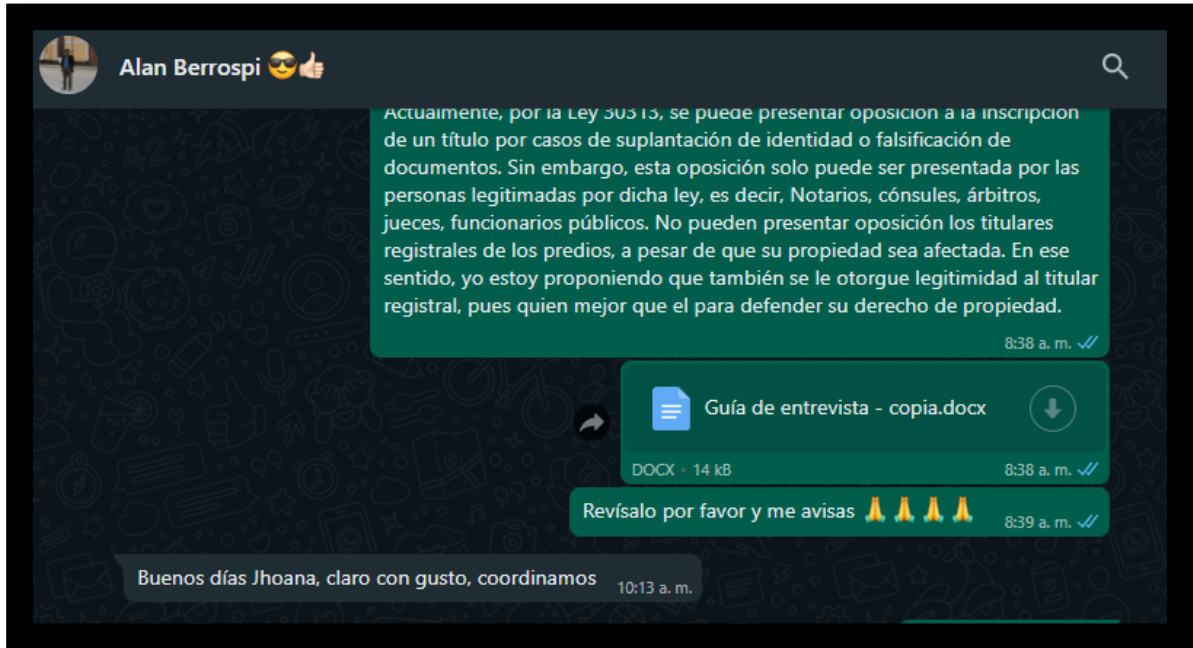 Alan Berrospi 😎👍🏻
Actualmente, por la Ley 30313, se puede presentar oposición a la inscripción
de un título por casos de suplantación de identidad o falsificación de
documentos. Sin embargo, esta oposición solo puede ser presentada por las
personas legitimadas por dicha ley, es decir, Notarios, cónsules, árbitros,
jueces, funcionarios públicos. No pueden presentar oposición los titulares
registrales de los predios, a pesar de que su propiedad sea afectada. En ese
sentido, yo estoy proponiendo que también se le otorgue legitimidad al titular
registral, pues quien mejor que el para defender su derecho de propiedad.
8:38 a. m.
Guía de entrevista - copia.docx
DOCX • 14 kB
8:38 a. m.
Revísalo por favor y me avisas 🙏 🙏 🙏 🙏
8:39 a. m.
Buenos días Jhoana, claro con gusto, coordinamos
10:13 a. m.